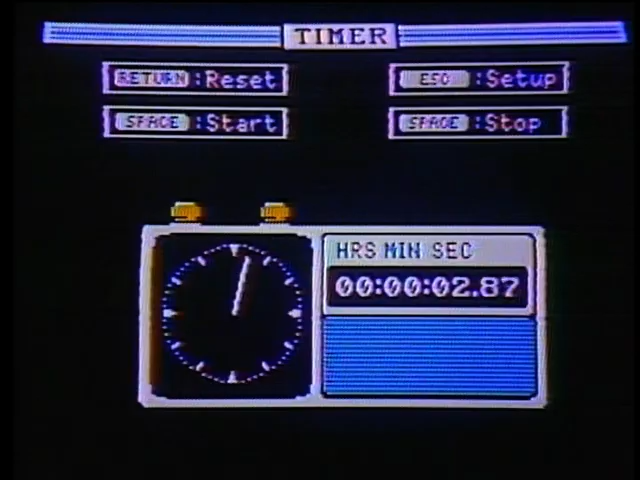 TIMER
RETURN :Reset
ESC :Setup
SPACE :Start
SPACE :Stop
HRS MIN SEC
00:00:02.87